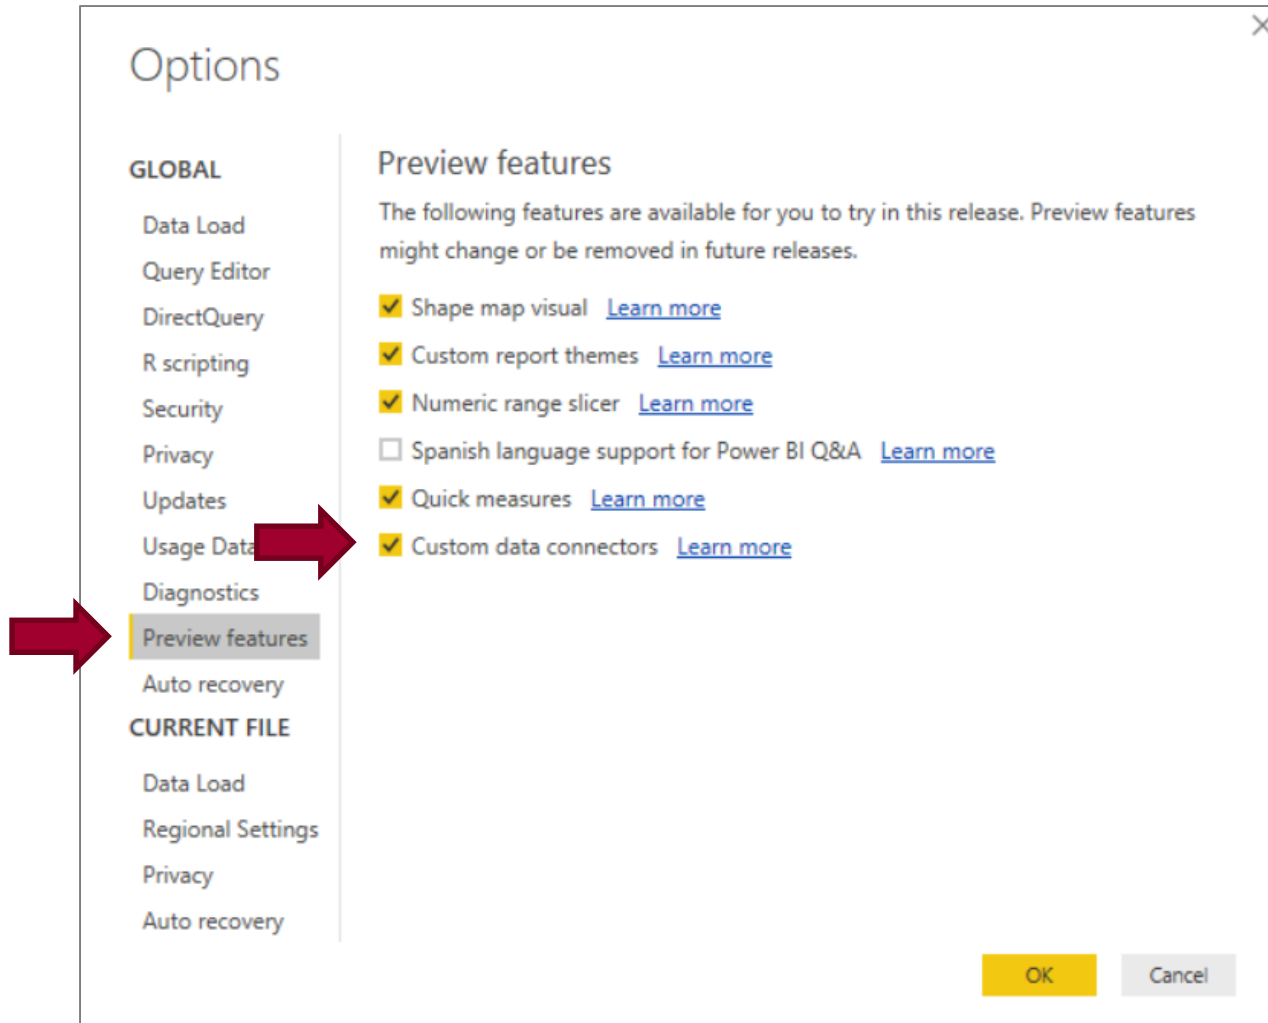 Options
GLOBAL
Data Load
Query Editor
DirectQuery
R scripting
Security
Privacy
Updates
Usage Data
Diagnostics
Preview features
Auto recovery
CURRENT FILE
Data Load
Regional Settings
Privacy
Auto recovery
Preview features
The following features are available for you to try in this release. Preview features
might change or be removed in future releases.
Shape map visual Learn more
Custom report themes Learn more
Numeric range slicer Learn more
Spanish language support for Power BI Q&A Learn more
Quick measures Learn more
Custom data connectors Learn more
OK Cancel